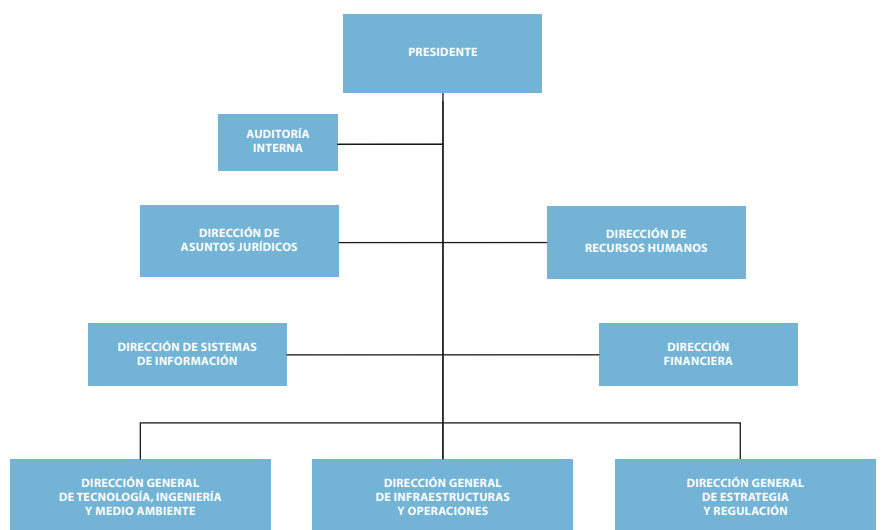 PRESIDENTE
AUDITORÍA
INTERNA
DIRECCIÓN DE
ASUNTOS JURÍDICOS
DIRECCIÓN DE
RECURSOS HUMANOS
DIRECCIÓN DE SISTEMAS
DE INFORMACIÓN
DIRECCIÓN
FINANCIERA
DIRECCIÓN GENERAL
DE TECNOLOGÍA, INGENIERÍA
Y MEDIO AMBIENTE
DIRECCIÓN GENERAL
DE INFRAESTRUCTURAS
Y OPERACIONES
DIRECCIÓN GENERAL
DE ESTRATEGIA
Y REGULACIÓN